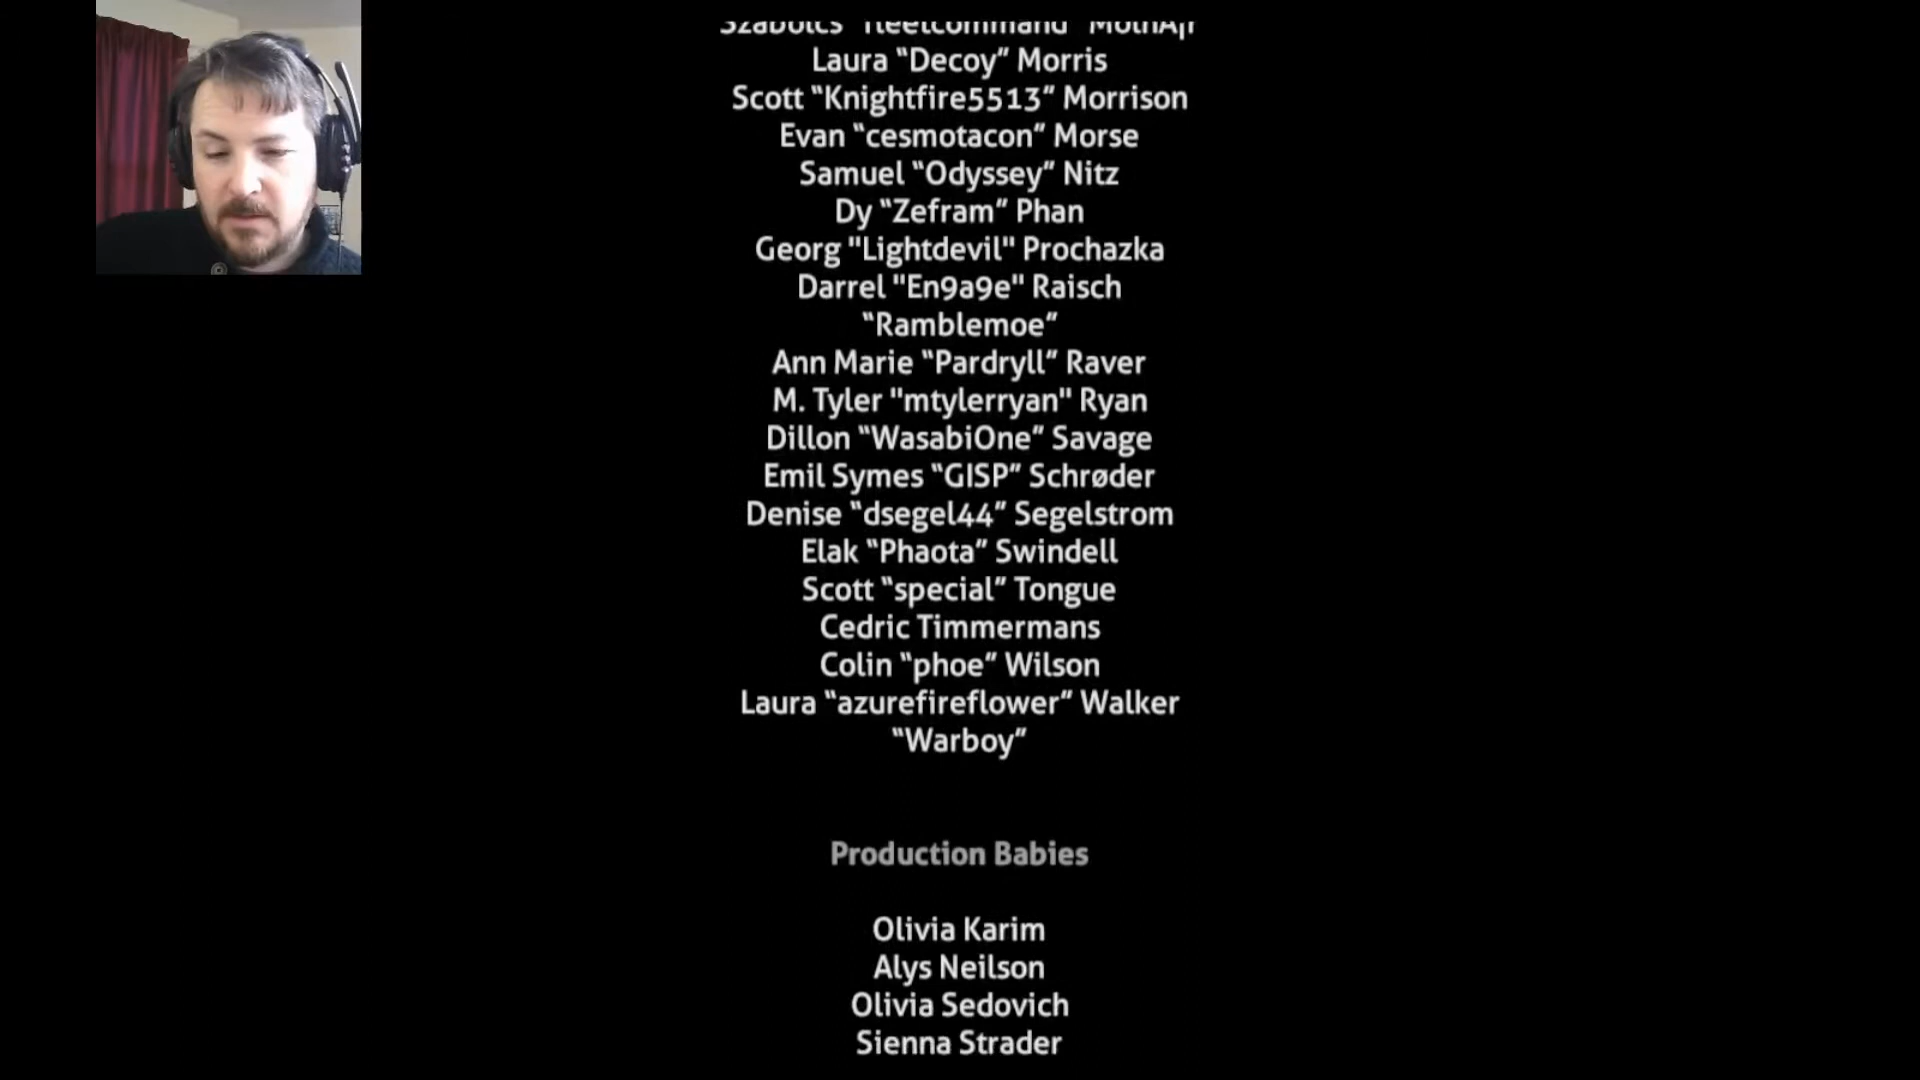 Laura “Decoy” Morris
Scott “Knightfire5513” Morrison
Evan “cesmotacon” Morse
Samuel “Odyssey” Nitz
Dy “Zefram” Phan
Georg "Lightdevil" Prochazka
Darrel "En9a9e" Raisch
“Ramblemoe”
Ann Marie “Pardryll” Raver
M. Tyler "mtylerryan" Ryan
Dillon “WasabiOne” Savage
Emil Symes “GISP” Schrøder
Denise “dsegel44” Segelstrom
Elak “Phaota” Swindell
Scott “special” Tongue
Cedric Timmermans
Colin “phoe” Wilson
Laura “azurefireflower” Walker
“Warboy”
Production Babies
Olivia Karim
Alys Neilson
Olivia Sedovich
Sienna Strader